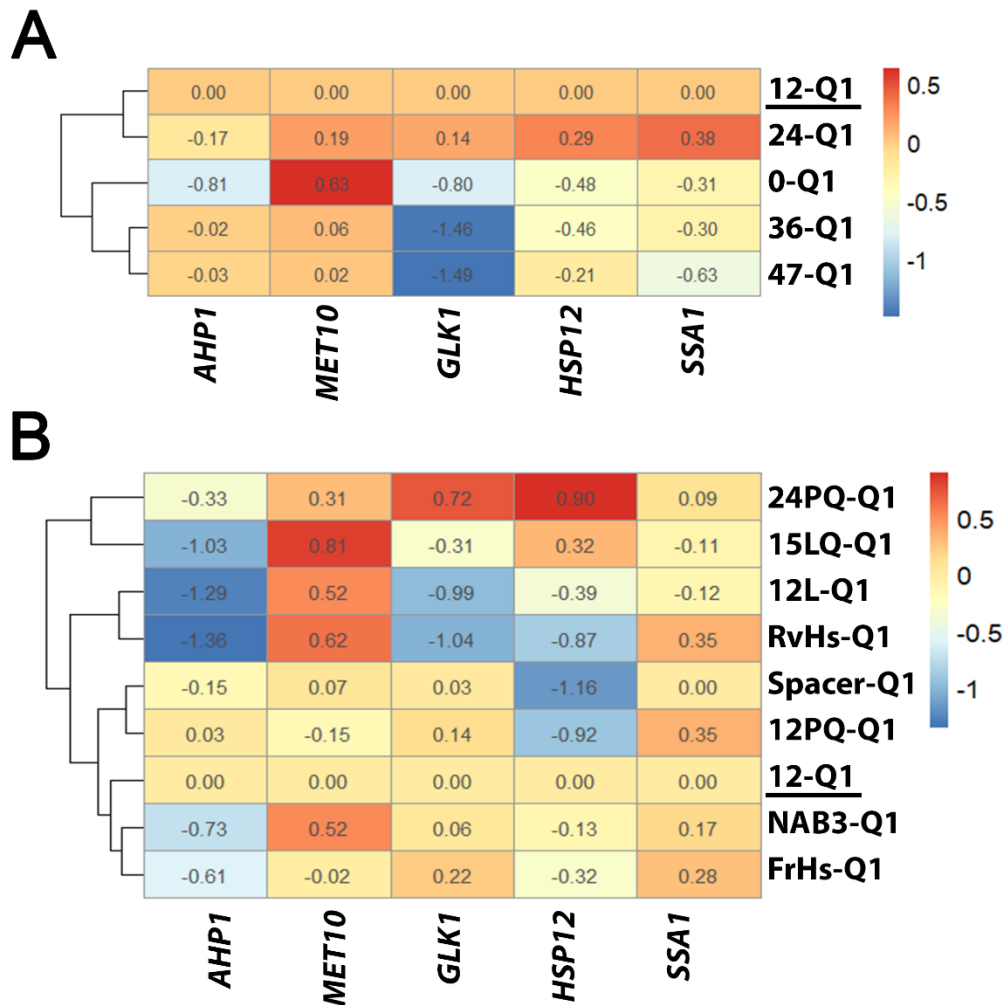 A
0.00 0.00 0.00 0.00 0.00 12-Q1
-0.17 0.19 0.14 0.29 0.38 24-Q1
-0.81 0.63 -0.80 -0.48 -0.31 0-Q1
-0.02 0.06 -1.46 -0.46 -0.30 36-Q1
-0.03 0.02 -1.49 -0.21 -0.63 47-Q1
AHP1 MET10 GLK1 HSP12 SSA1
0.5
0
-0.5
-1
B
-0.33 0.31 0.72 0.90 0.09 24PQ-Q1
-1.03 0.81 -0.31 0.32 -0.11 15LQ-Q1
-1.29 0.52 -0.99 -0.39 -0.12 12L-Q1
-1.36 0.62 -1.04 -0.87 0.35 RvHs-Q1
-0.15 0.07 0.03 -1.16 0.00 Spacer-Q1
0.03 -0.15 0.14 -0.92 0.35 12PQ-Q1
0.00 0.00 0.00 0.00 0.00 12-Q1
-0.73 0.52 0.06 -0.13 0.17 NAB3-Q1
-0.61 -0.02 0.22 -0.32 0.28 FrHs-Q1
AHP1 MET10 GLK1 HSP12 SSA1
0.5
0
-0.5
-1